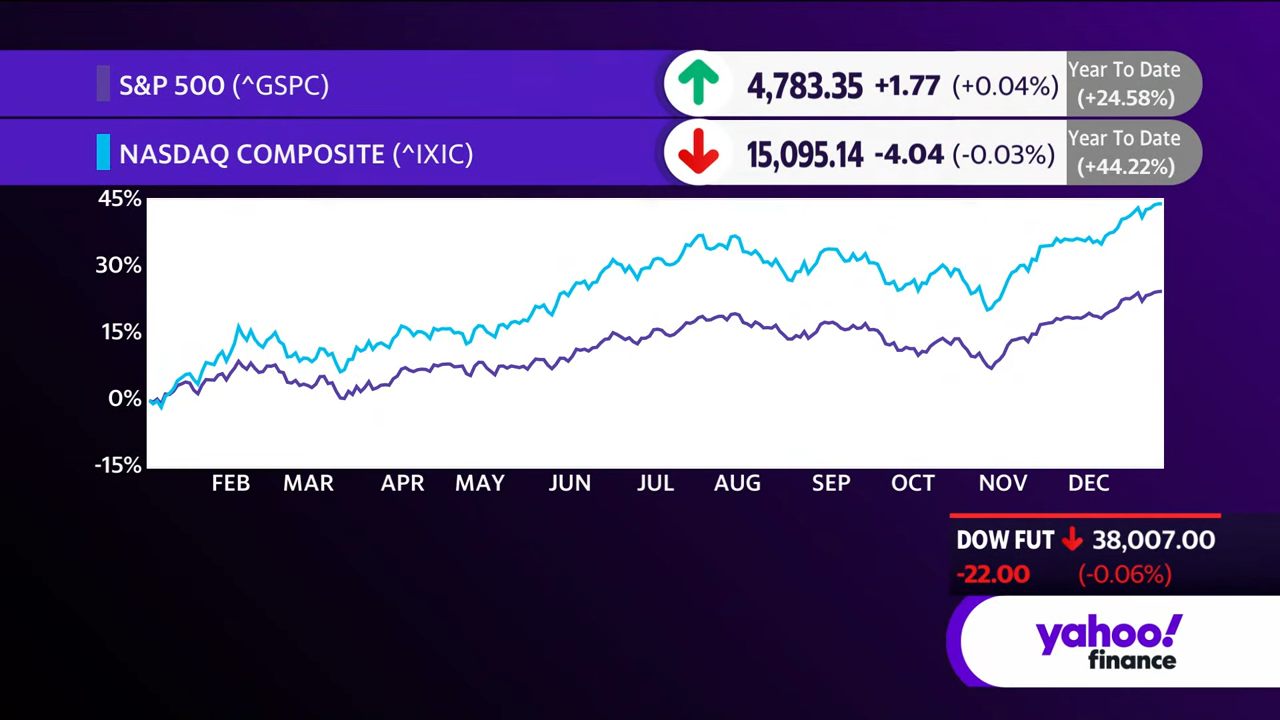 S&P 500 (^GSPC) 4,783.35 +1.77 (+0.04%) Year To Date (+24.58%)
NASDAQ COMPOSITE (^IXIC) 15,095.14 -4.04 (-0.03%) Year To Date (+44.22%)
45%
30%
15%
0%
-15%
FEB MAR APR MAY JUN JUL AUG SEP OCT NOV DEC
DOW FUT 38,007.00
-22.00 (-0.06%)
yahoo!
finance